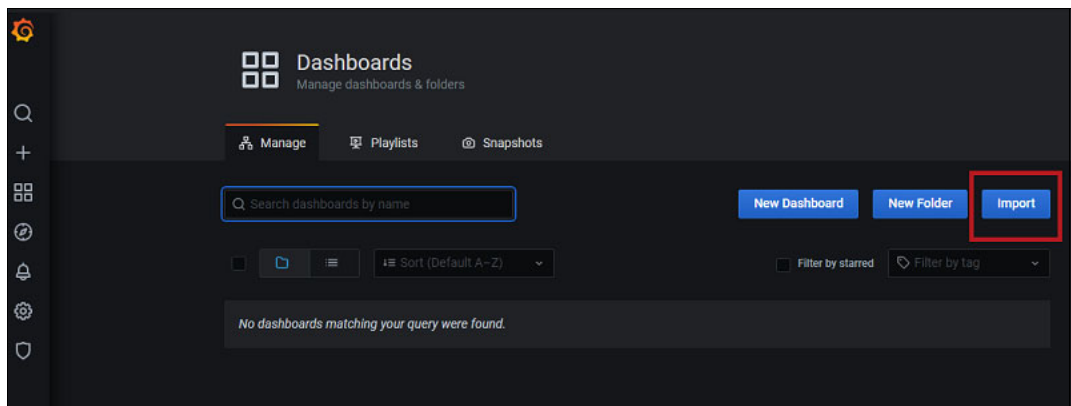 Dashboards
Manage dashboards & folders
Manage Playlists Snapshots
Search dashboards by name New Dashboard New Folder Import
Sort (Default A–Z) Filter by starred Filter by tag
No dashboards matching your query were found.